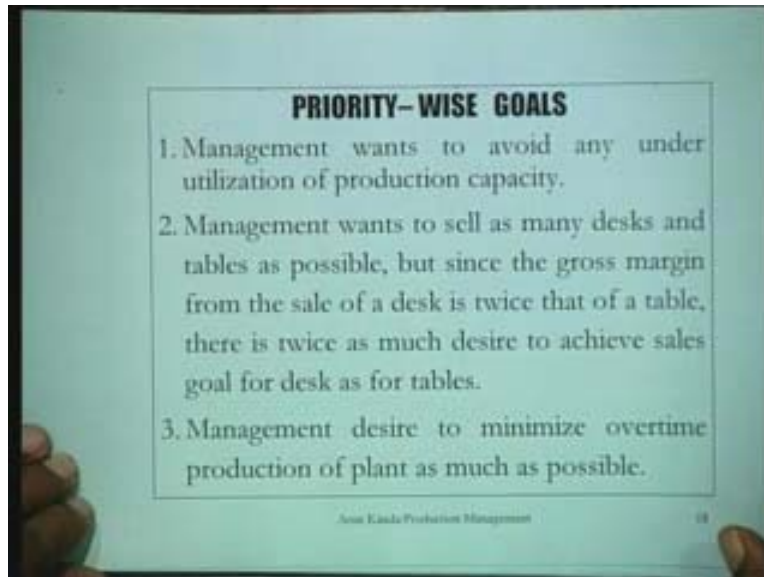 PRIORITY-WISE GOALS
1. Management wants to avoid any under
utilization of production capacity.
2. Management wants to sell as many desks and
tables as possible, but since the gross margin
from the sale of a desk is twice that of a table,
there is twice as much desire to achieve sales
goal for desk as for tables.
3. Management desire to minimize overtime
production of plant as much as possible.
Production Management